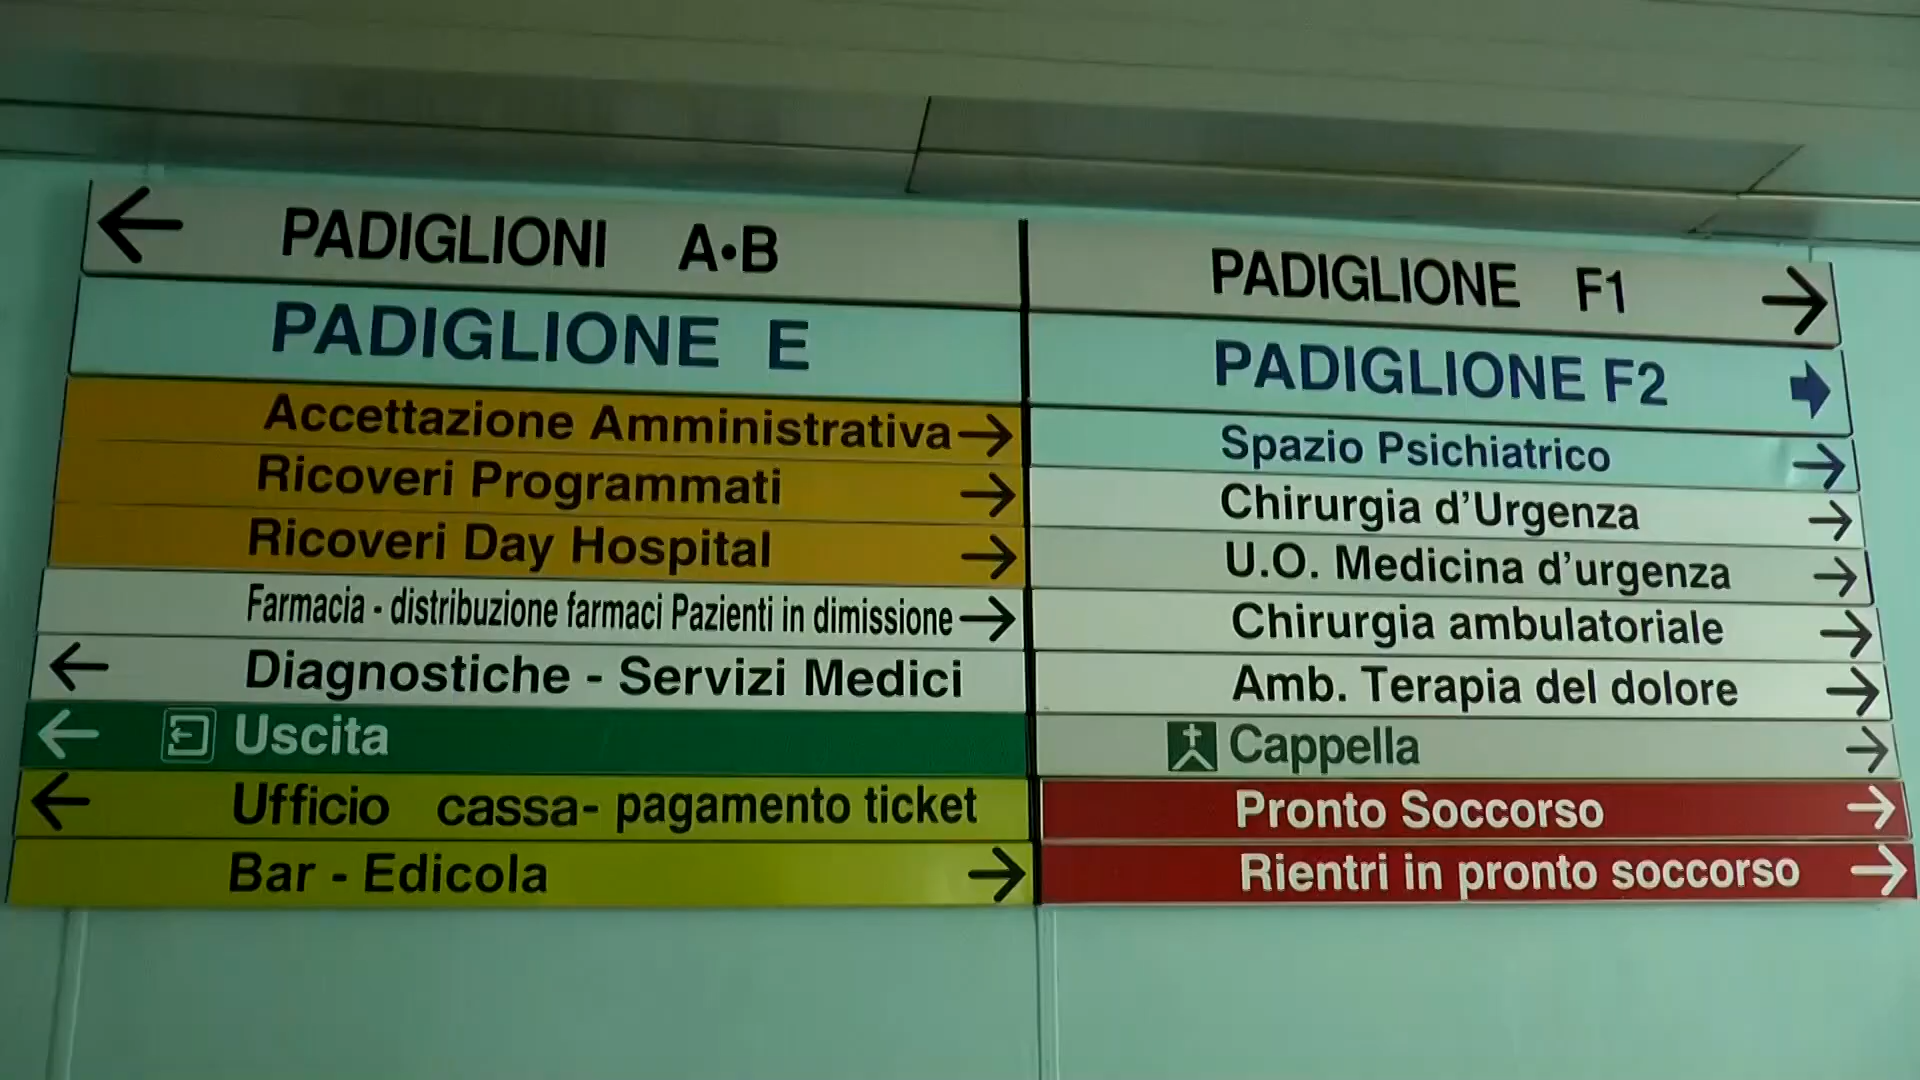 PADIGLIONI A•B
PADIGLIONE E
Accettazione Amministrativa
Ricoveri Programmati
Ricoveri Day Hospital
Farmacia - distribuzione farmaci Pazienti in dimissione
Diagnostiche - Servizi Medici
Uscita
Ufficio cassa- pagamento ticket
Bar - Edicola
PADIGLIONE F1
PADIGLIONE F2
Spazio Psichiatrico
Chirurgia d'Urgenza
U.O. Medicina d'urgenza
Chirurgia ambulatoriale
Amb. Terapia del dolore
Cappella
Pronto Soccorso
Rientri in pronto soccorso